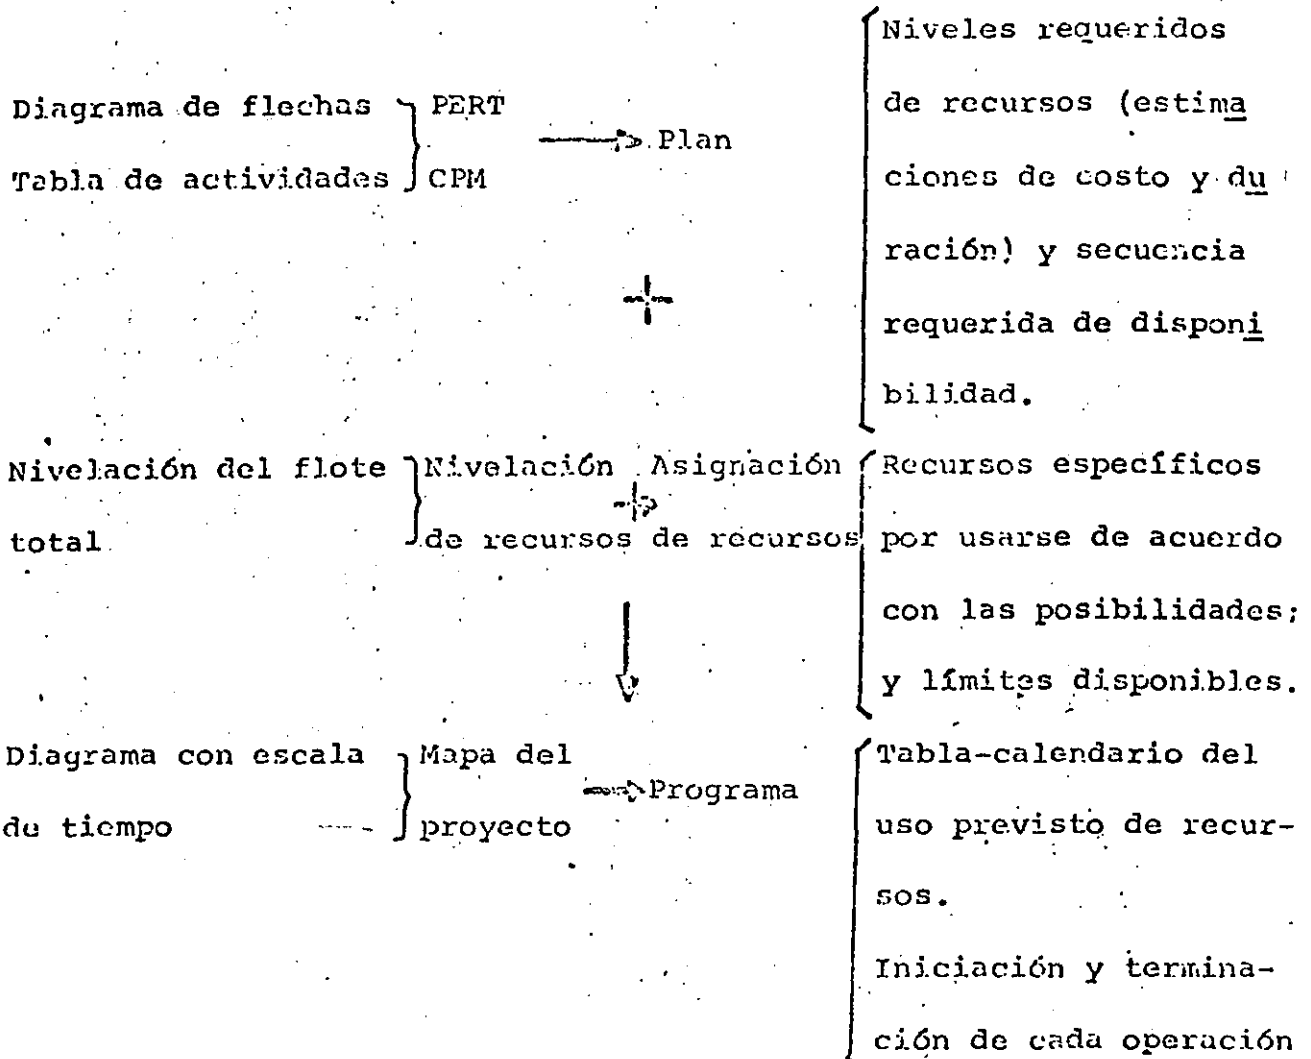 Diagrama de flechas
Tabla de actividades
PERT
CPM
Plan
Niveles requeridos
de recursos (estima
ciones de costo y du
ración) y secuencia
requerida de disponi
bilidad.
Nivelación del flote
total
Nivelación
de recursos
Asignación
de recursos
Recursos específicos
por usarse de acuerdo
con las posibilidades;
y límites disponibles.
Diagrama con escala
de tiempo
Mapa del
proyecto
Programa
Tabla-calendario del
uso previsto de recur-
sos.
Iniciación y termina-
ción de cada operación